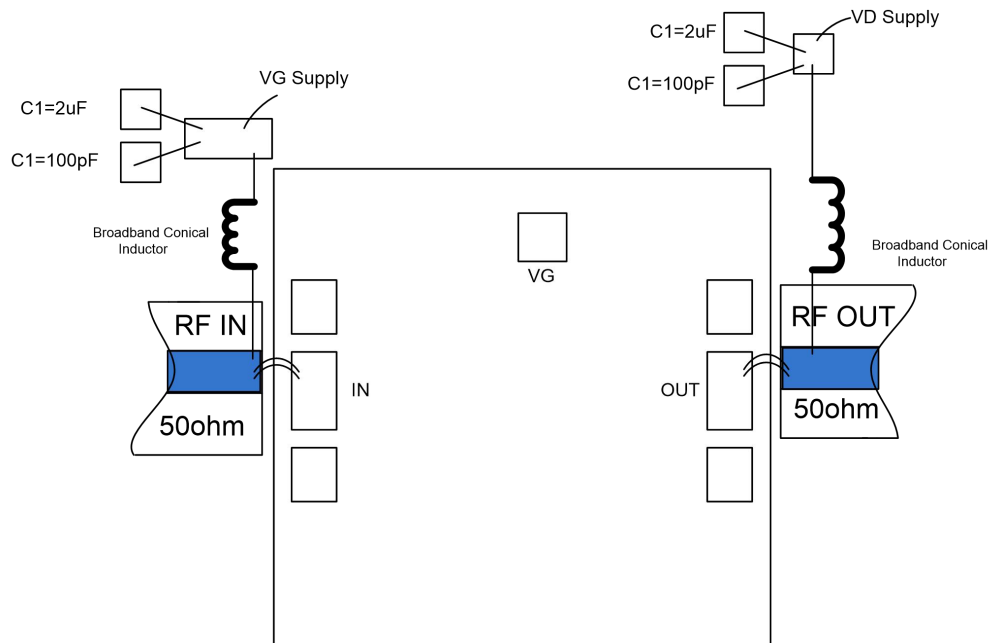 C1=2uF
VD Supply
C1=100pF
VG Supply
C1=2uF
C1=100pF
Broadband Conical
Inductor
Broadband Conical
Inductor
VG
RF IN
RF OUT
IN
OUT
50ohm
50ohm